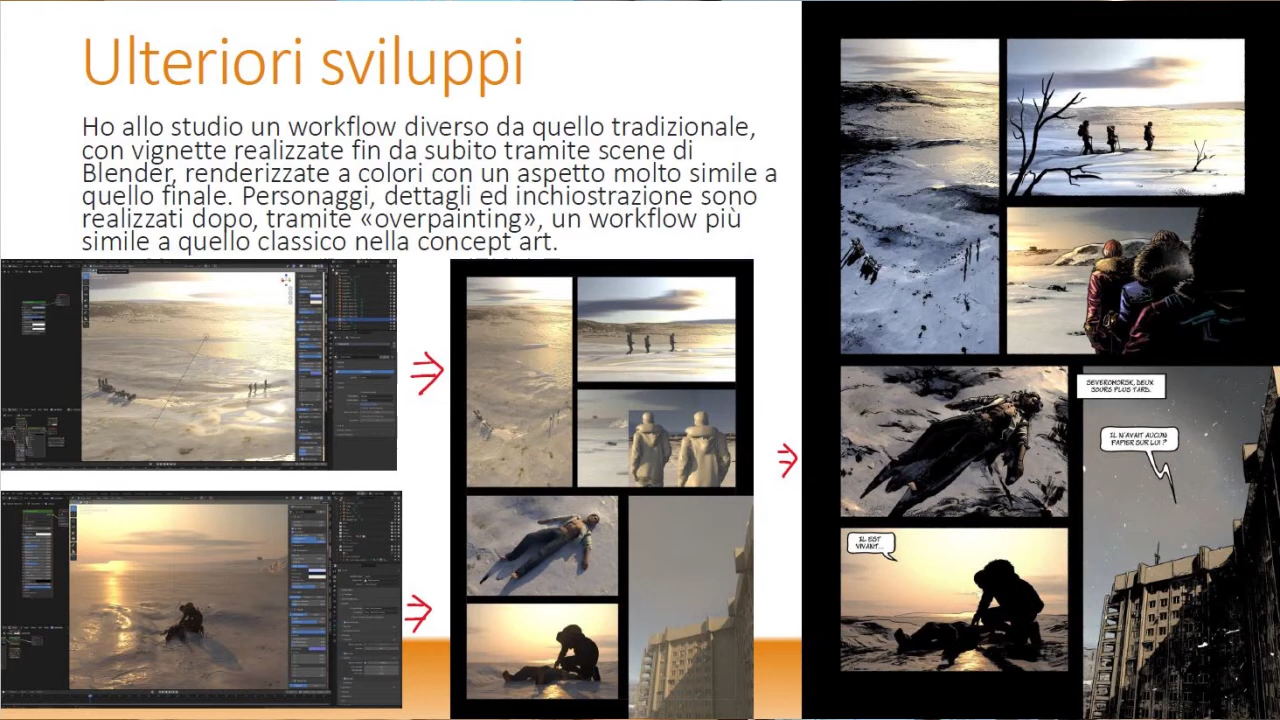 Ulteriori sviluppi
Ho allo studio un workflow diverso da quello tradizionale,
con vignette realizzate fin da subito tramite scene di
Blender, renderizzate a colori con un aspetto molto simile a
quello finale. Personaggi, dettagli ed inchiostrazione sono
realizzati dopo, tramite «overpainting», un workflow più
simile a quello classico nella concept art.
SEVEROMORSK, DEUX
JOURS PLUS TARD.
IL N'AVAIT AUCUN
PAPIER SUR LUI ?
IL EST
VIVANT...